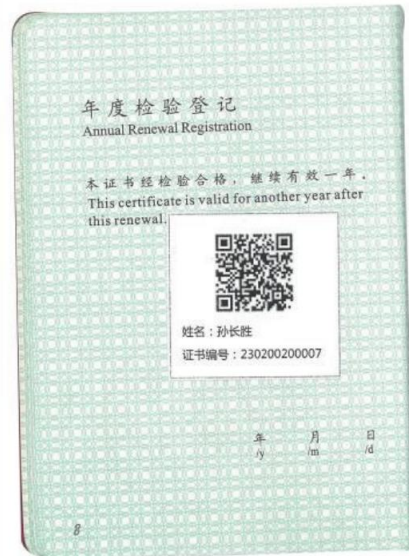 年度检验登记
Annual Renewal Registration
本证书经检验合格，继续有效一年。
This certificate is valid for another year after
this renewal.
姓名：孙长胜
证书编号：230200200007
年 月 日
/y /m /d
8